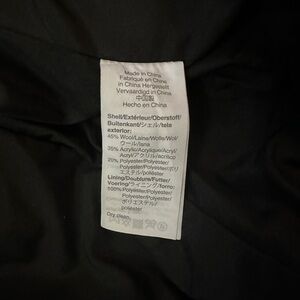 Made in China
Fabriqué en Chine
In China Hergestellt
Vervaardigd in China
中国製
Hecho en China
Shell/Extérieur/Oberstoff/
Buitenkant/シェル/tela
exterior:
45% Wool/Laine/Wolle/Wol/
ウール/lana
35% Acrylic/Acrylique/Acryl/
Acryl/アクリル/acrílico
20% Polyester/Polyester/
Polyester/Polyester/ポリ
エステル/poliéster
Lining/Doublure/Futter/
Voering/ライニング/forro:
100% Polyester/Polyester/
Polyester/Polyester/
ポリエステル/
poliéster
Dry clean